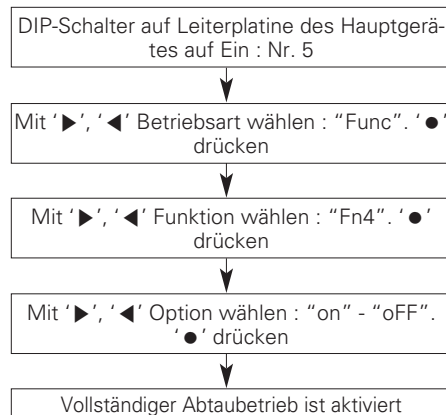 DIP-Schalter auf Leiterplatine des Hauptgerä-
tes auf Ein : Nr. 5
Mit ‘▶’, ‘◀’ Betriebsart wählen : “Func”. ‘●’
drücken
Mit ‘▶’, ‘◀’ Funktion wählen : “Fn4”. ‘●’
drücken
Mit ‘▶’, ‘◀’ Option wählen : “on” - “oFF”.
‘●’ drücken
Vollständiger Abtaubetrieb ist aktiviert